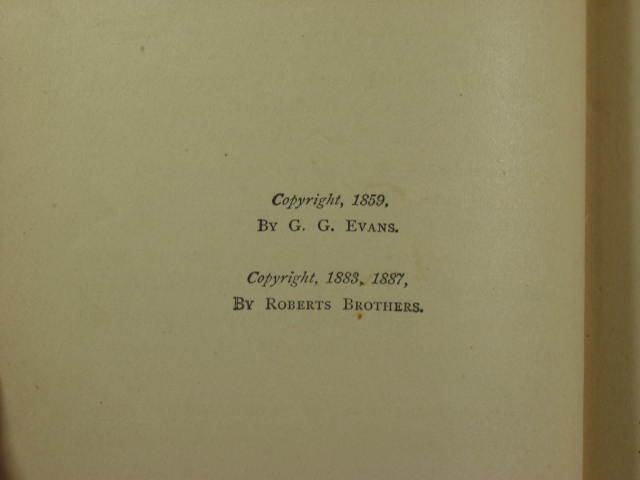 Copyright, 1859.
By G. G. Evans.
Copyright, 1883, 1887,
By Roberts Brothers.